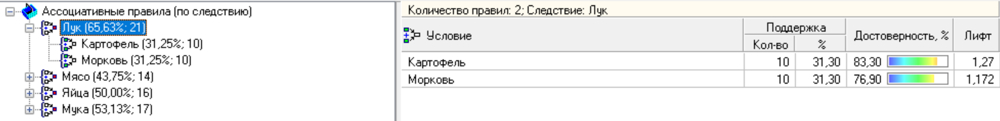 Ассоциативные правила (по следствию)
Лук (65,63%; 21)
Картофель (31,25%; 10)
Морковь (31,25%; 10)
Мясо (43,75%; 14)
Яйца (50,00%; 16)
Мука (53,13%; 17)
Количество правил: 2; Следствие: Лук
Условие Поддержка Достоверность, % Лифт
Кол-во %
Картофель 10 31,30 83,30 1,27
Морковь 10 31,30 76,90 1,172